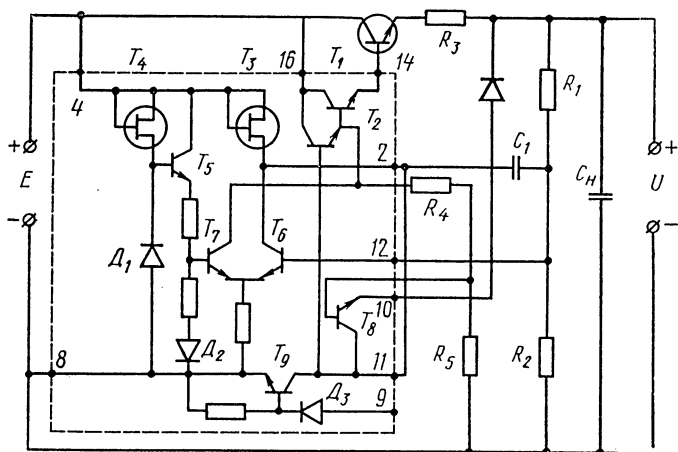 R₃
T₄ T₃ 16 T₁ 14
4
R₁
T₂
+ 2 C₁ +
E T₅ Cн U
- R₄ -
T₇ T₆
12
Д₁
10
T₈
Д₂ R₅ R₂
8 T₉ 11
Д₃ 9